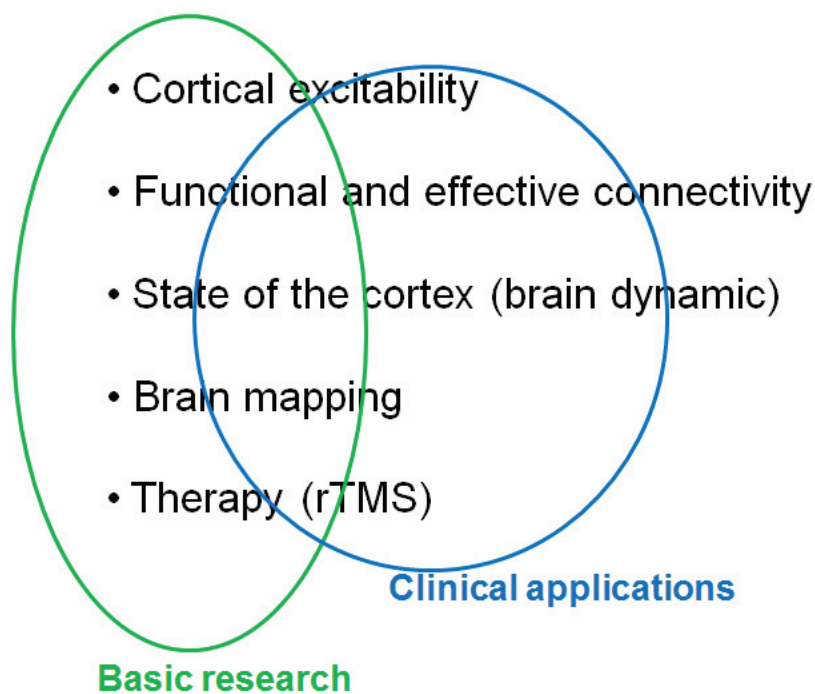 • Cortical excitability
• Functional and effective connectivity
• State of the cortex (brain dynamic)
• Brain mapping
• Therapy (rTMS)
Clinical applications
Basic research